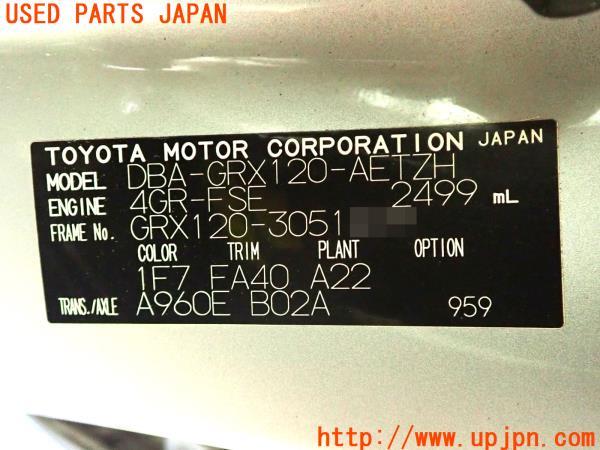 USED PARTS JAPAN
TOYOTA MOTOR CORPORATION JAPAN
MODEL DBA-GRX120-AETZH
ENGINE 4GR-FSE 2499 mL
FRAME No. GRX120-3051
COLOR TRIM PLANT OPTION
1F7 FA40 A22
TRANS./AXLE A960E B02A 959
UPJ
http://www.upjpn.com